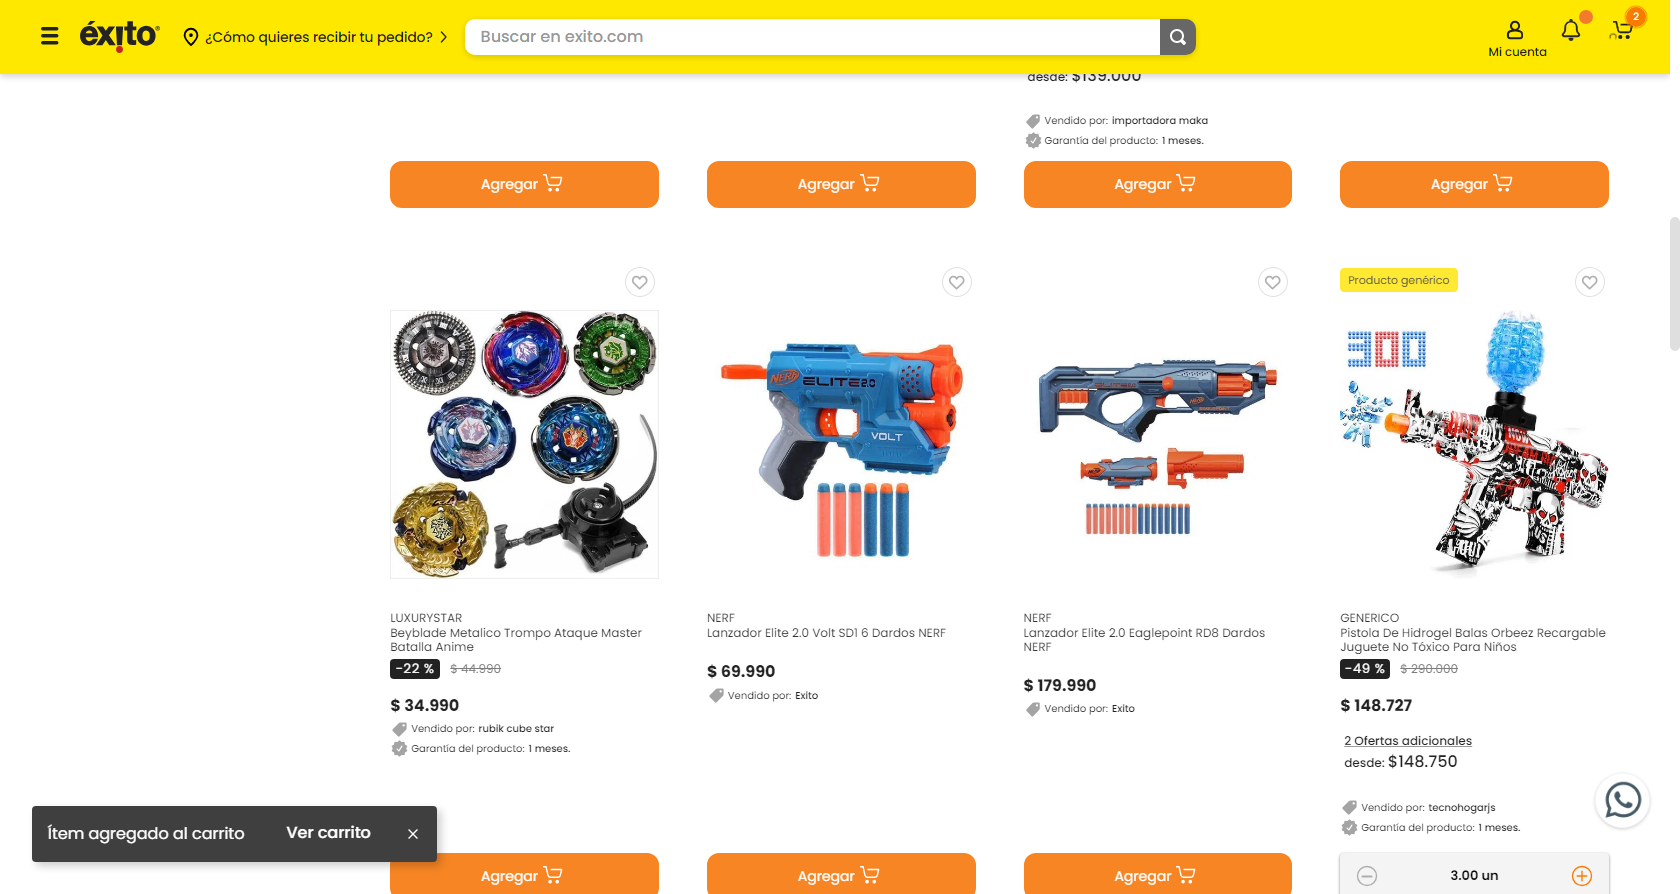 éxito
¿Cómo quieres recibir tu pedido?
Buscar en exito.com
Mi cuenta
2
desde: $139.000
Vendido por: importadora maka
Garantía del producto: 1 meses.
Agregar
Agregar
Agregar
Agregar
Producto genérico
NERF ELITE 2.0
VOLT
300
LUXURYSTAR
Beyblade Metalico Trompo Ataque Master
Batalla Anime
-22 % $ 44.990
$ 34.990
Vendido por: rubik cube star
Garantía del producto: 1 meses.
NERF
Lanzador Elite 2.0 Volt SD1 6 Dardos NERF
$ 69.990
Vendido por: Exito
NERF
Lanzador Elite 2.0 Eaglepoint RD8 Dardos
NERF
$ 179.990
Vendido por: Exito
GENERICO
Pistola De Hidrogel Balas Orbeez Recargable
Juguete No Tóxico Para Niños
-49 % $ 290.000
$ 148.727
2 Ofertas adicionales
desde: $148.750
Vendido por: tecnohogarjs
Garantía del producto: 1 meses.
Ítem agregado al carrito Ver carrito
Agregar
Agregar
Agregar
3.00 un